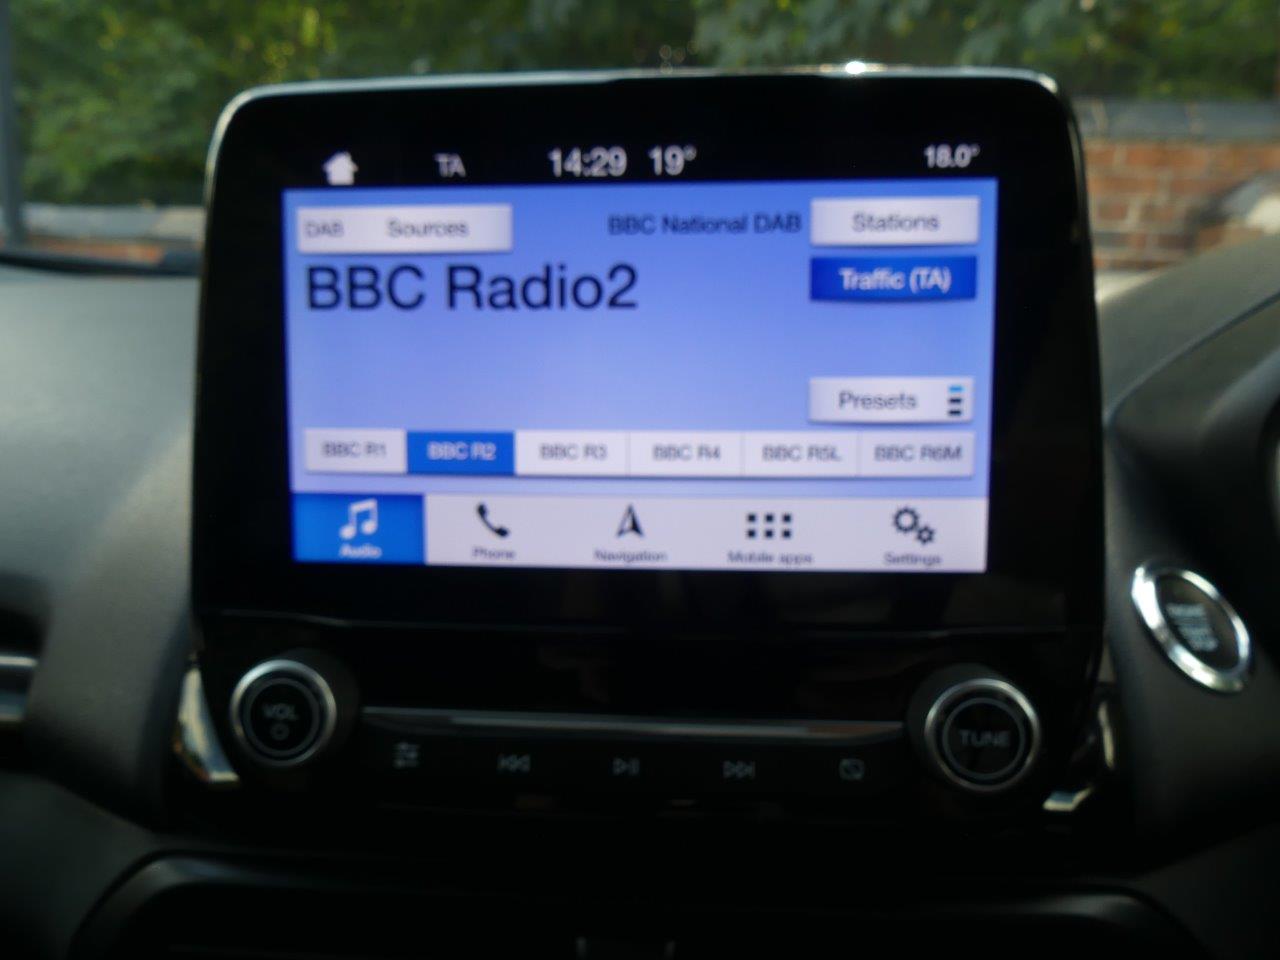 TA 14:29 19° 18.0°
DAB Sources BBC National DAB Stations
BBC Radio2
Traffic (TA)
Presets
BBC R1 BBC R2 BBC R3 BBC R4 BBC R5L BBC R6M
Audio Phone Navigation Mobile apps Settings
VOL
TUNE